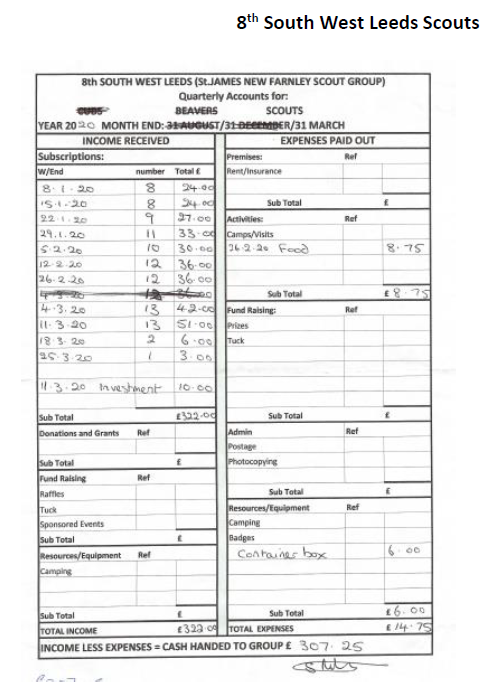 8th South West Leeds Scouts
8th SOUTH WEST LEEDS (St.JAMES NEW FARNLEY SCOUT GROUP)
Quarterly Accounts for:
CUBS BEAVERS SCOUTS
YEAR 2020 MONTH END: 31 AUGUST/31 DECEMBER/31 MARCH
INCOME RECEIVED EXPENSES PAID OUT
Subscriptions: Premises: Ref
W/End number Total £ Rent/Insurance
8.1.20 8 24.00
15.1.20 8 24.00 Sub Total £
22.1.20 9 27.00 Activities: Ref
29.1.20 11 33.00 Camps/Visits
5.2.20 10 30.00 26.2.20 Food 8.75
12.2.20 12 36.00
26.2.20 12 36.00
Sub Total £8.75
4.3.20 13 42.00 Fund Raising: Ref
11.3.20 13 51.00 Prizes
18.3.20 2 6.00 Tuck
25.3.20 1 3.00
11.3.20 Investment 10.00
Sub Total £322.00 Sub Total £
Donations and Grants Ref Admin Ref
Postage
Sub Total £ Photocopying
Fund Raising Ref
Raffles Sub Total £
Tuck Resources/Equipment Ref
Sponsored Events Camping
Sub Total £ Badges
Resources/Equipment Ref Container box 6.00
Camping
Sub Total £ Sub Total £6.00
TOTAL INCOME £322.00 TOTAL EXPENSES £14.75
INCOME LESS EXPENSES = CASH HANDED TO GROUP £ 307.25